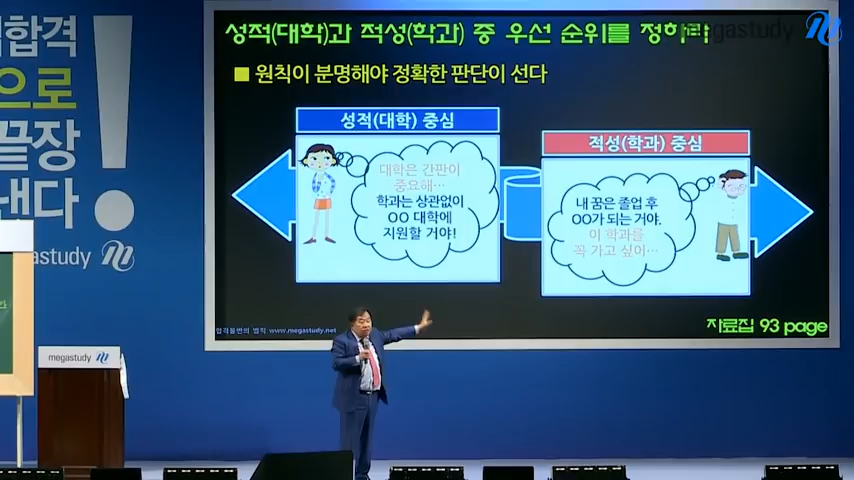 합격
으로
끝장
낸다
!
megastudy
megastudy
성적(대학)과 적성(학과) 중 우선 순위를 정하라
megastudy
■ 원칙이 분명해야 정확한 판단이 선다
성적(대학) 중심
대학은 간판이
중요해…
학과는 상관없이
OO 대학에
지원할 거야!
적성(학과) 중심
내 꿈은 졸업 후
OO가 되는 거야.
이 학과를
꼭 가고 싶어…
합격불변의 법칙 www.megastudy.net
자료집 93 page